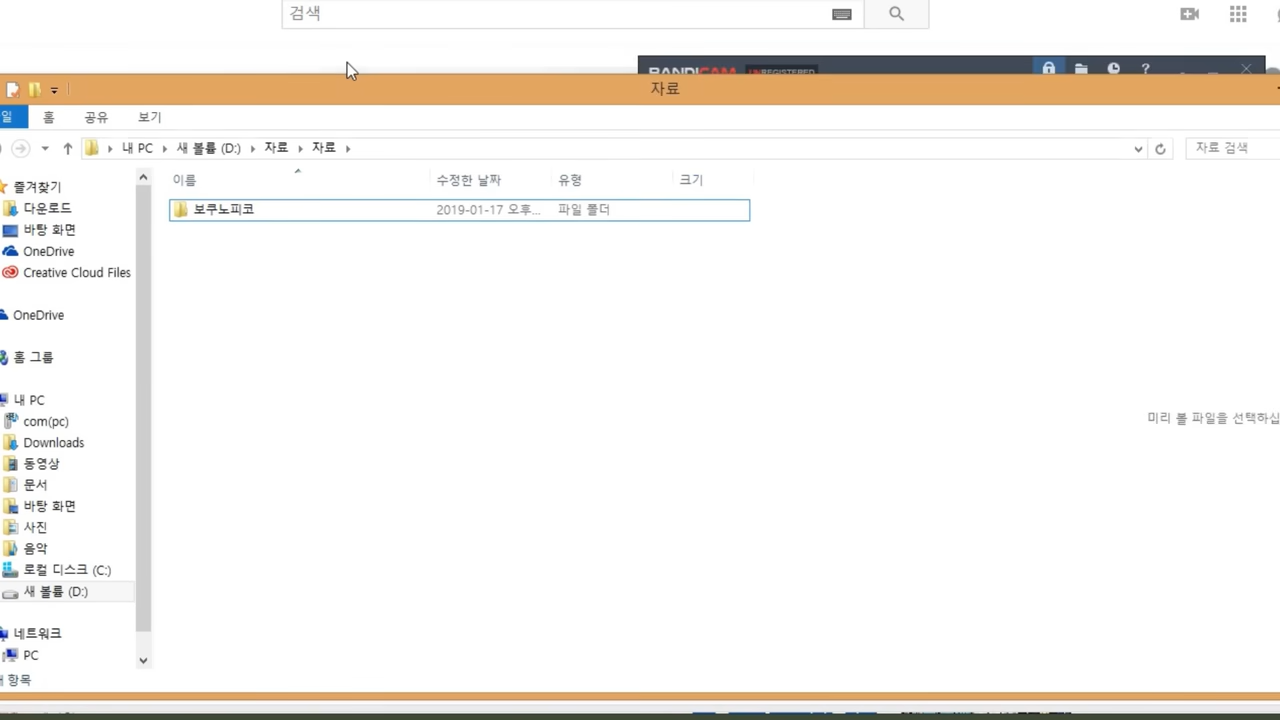 검색
BANDICAM UNREGISTERED
?
자료
일 홈 공유 보기
내 PC 새 볼륨 (D:) 자료 자료
자료 검색
이름 수정한 날짜 유형 크기
보쿠노피코 2019-01-17 오후... 파일 폴더
즐겨찾기
다운로드
바탕 화면
OneDrive
Creative Cloud Files
OneDrive
홈 그룹
내 PC
com(pc)
Downloads
동영상
문서
바탕 화면
사진
음악
로컬 디스크 (C:)
새 볼륨 (D:)
네트워크
PC
미리 볼 파일을 선택하십
항목